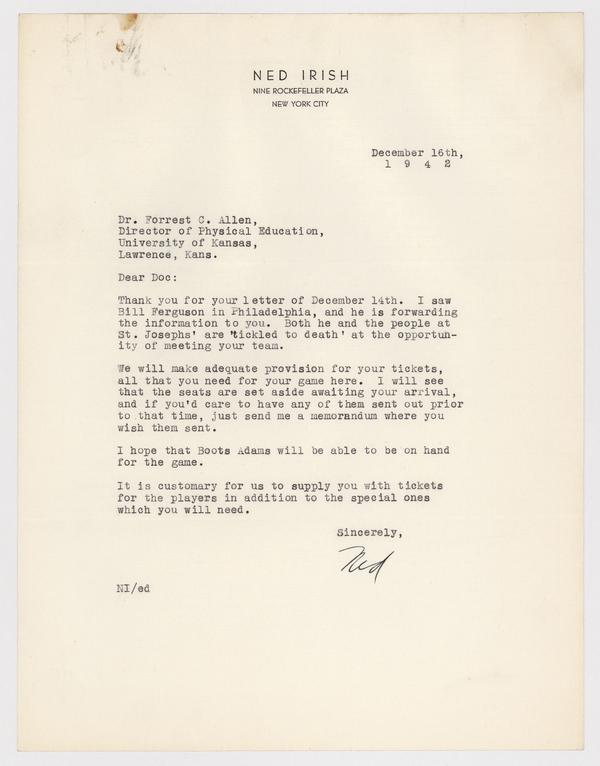 NED IRISH
NINE ROCKEFELLER PLAZA
NEW YORK CITY
December 16th,
1 9 4 2
Dr. Forrest C. Allen,
Director of Physical Education,
University of Kansas,
Lawrence, Kans.
Dear Doc:
Thank you for your letter of December 14th. I saw
Bill Ferguson in Philadelphia, and he is forwarding
the information to you. Both he and the people at
St. Josephs' are 'tickled to death' at the opportun-
ity of meeting your team.
We will make adequate provision for your tickets,
all that you need for your game here. I will see
that the seats are set aside awaiting your arrival,
and if you'd care to have any of them sent out prior
to that time, just send me a memorandum where you
wish them sent.
I hope that Boots Adams will be able to be on hand
for the game.
It is customary for us to supply you with tickets
for the players in addition to the special ones
which you will need.
Sincerely,
Ned
NI/ed